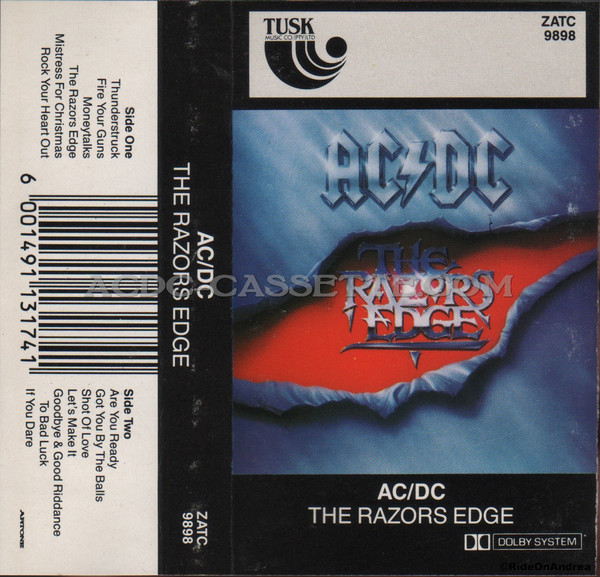 Side One
Thunderstruck
Fire Your Guns
Moneytalks
The Razors Edge
Mistress For Christmas
Rock Your Heart Out
6 001491 131741
Side Two
Are You Ready
Got You By The Balls
Shot Of Love
Let's Make It
Goodbye & Good Riddance
To Bad Luck
If You Dare
ARTONE
AC/DC
THE RAZORS EDGE
ZATC
9898
TUSK
MUSIC CO (PTY) LTD
ZATC
9898
AC/DC
THE
RAZORS
EDGE
ACDC-CASSETTA.COM
AC/DC
THE RAZORS EDGE
DOLBY SYSTEM
©RideOnAndrea